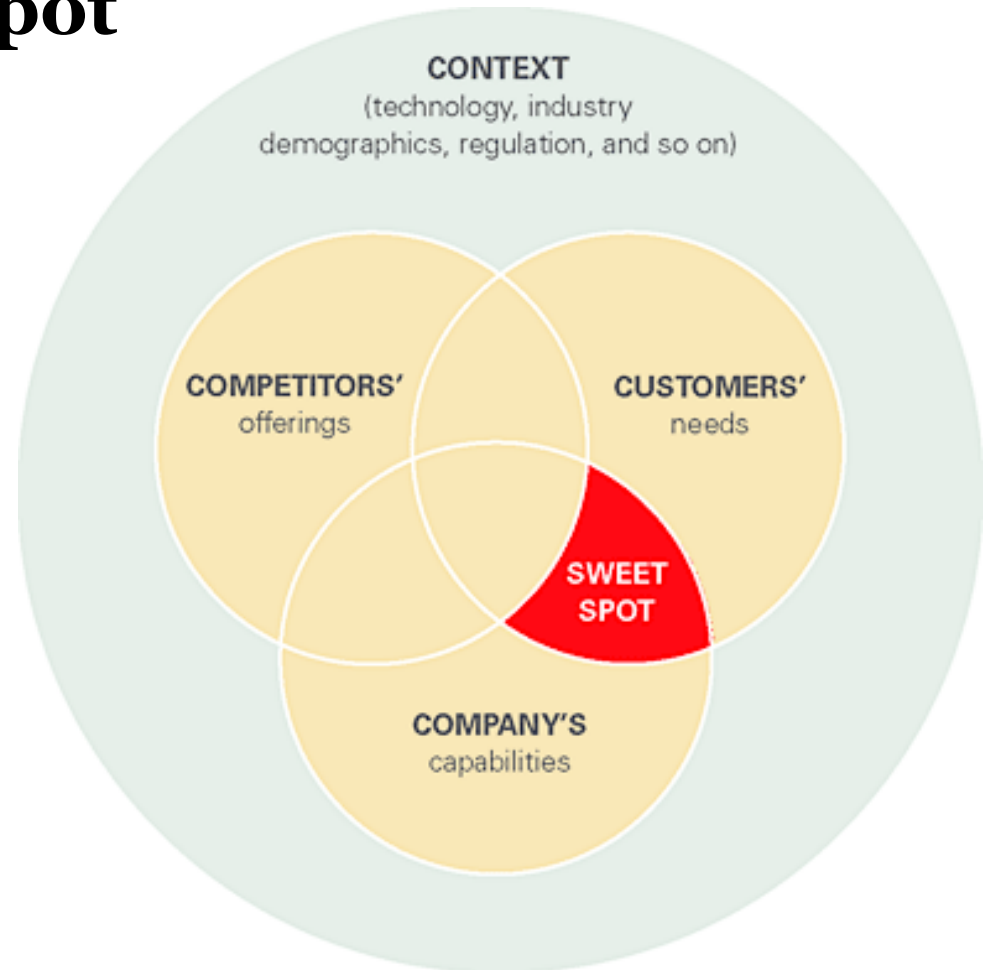 pot
CONTEXT
(technology, industry
demographics, regulation, and so on)
COMPETITORS’
offerings
CUSTOMERS’
needs
SWEET
SPOT
COMPANY’S
capabilities